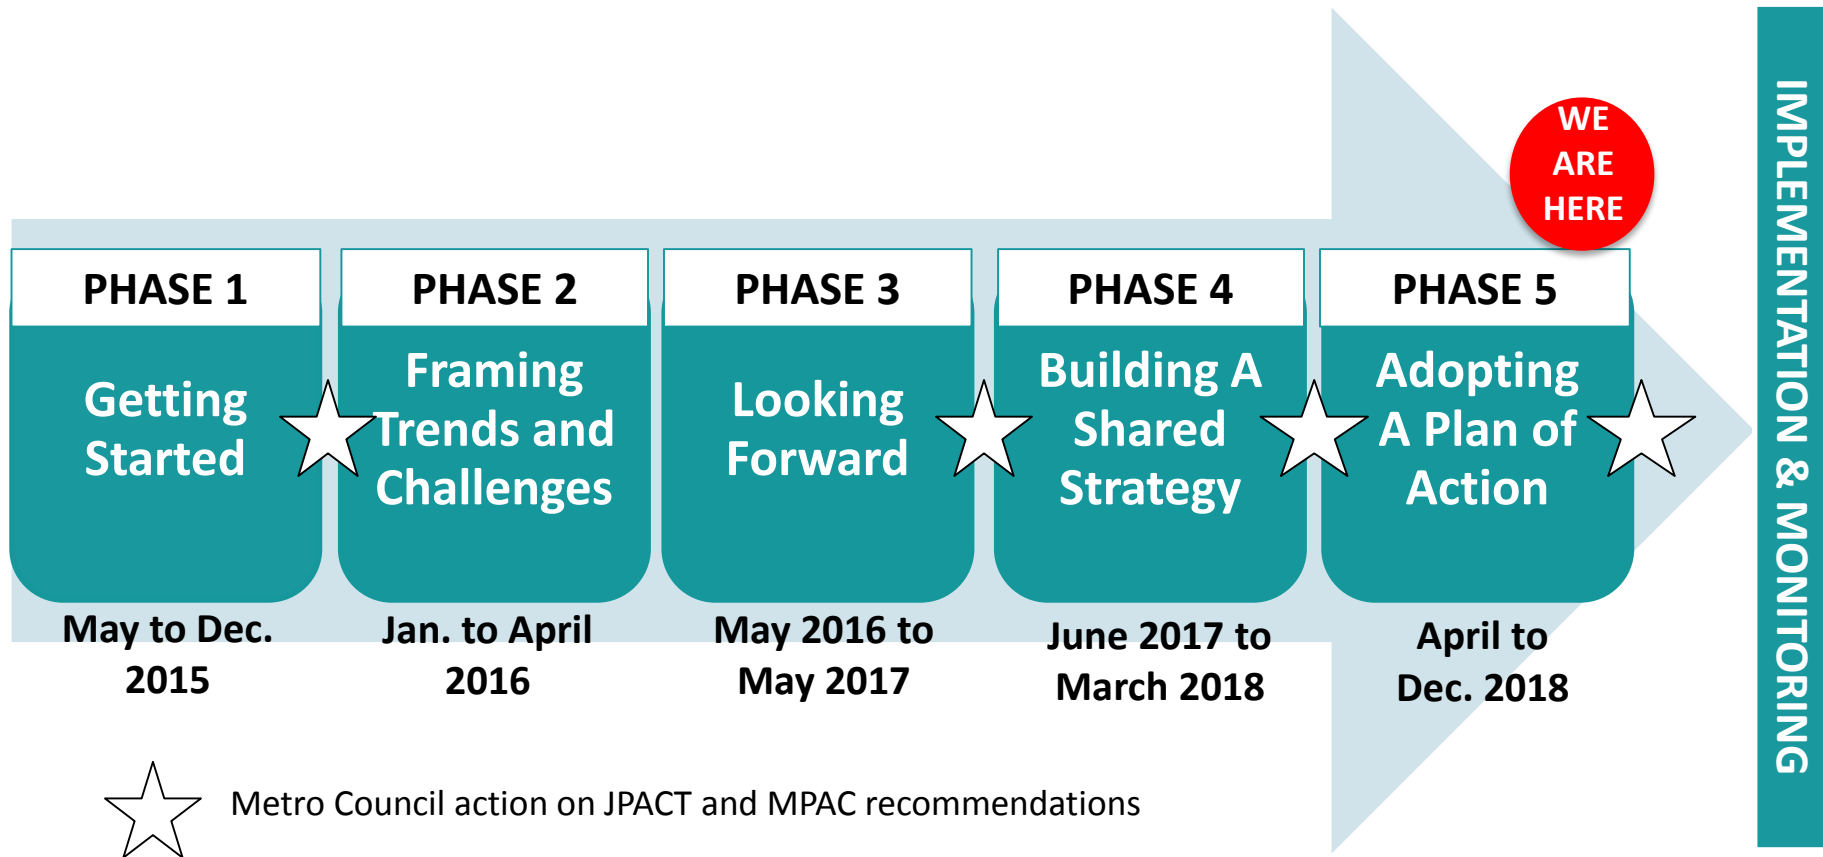 WE
ARE
HERE
PHASE 1
Getting
Started
May to Dec.
2015
PHASE 2
Framing
Trends and
Challenges
Jan. to April
2016
PHASE 3
Looking
Forward
May 2016 to
May 2017
PHASE 4
Building A
Shared
Strategy
June 2017 to
March 2018
PHASE 5
Adopting
A Plan of
Action
April to
Dec. 2018
IMPLEMENTATION & MONITORING
Metro Council action on JPACT and MPAC recommendations